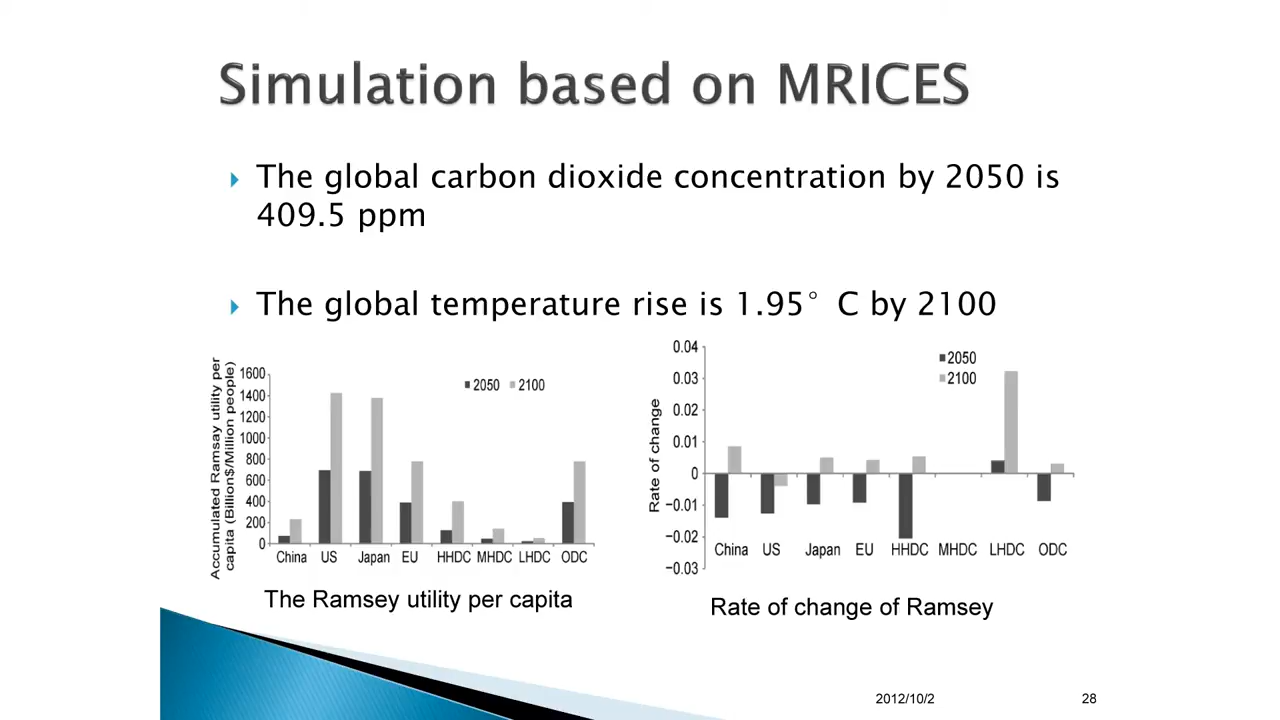 Simulation based on MRICES
The global carbon dioxide concentration by 2050 is
409.5 ppm
The global temperature rise is 1.95° C by 2100
Accumulated Ramsey utility per
capita (Billion$/Million people)
1600
1400
1200
1000
800
600
400
200
0
2050 2100
China US Japan EU HHDC MHDC LHDC ODC
The Ramsey utility per capita
Rate of change
0.04
0.03
0.02
0.01
0
−0.01
−0.02
−0.03
2050
2100
China US Japan EU HHDC MHDC LHDC ODC
Rate of change of Ramsey
2012/10/2 28